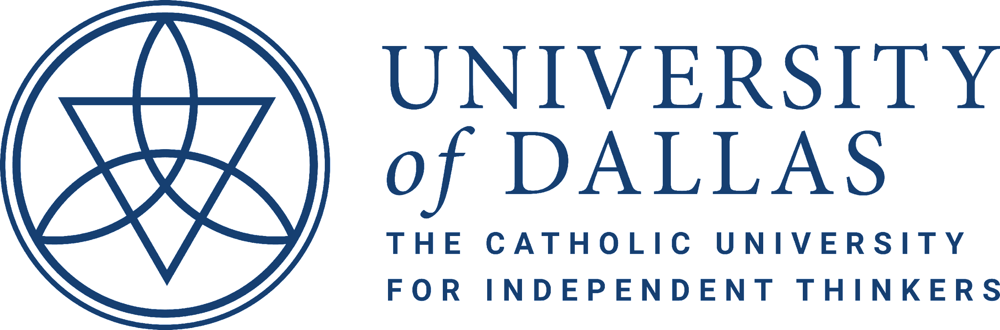 UNIVERSITY
of DALLAS
THE CATHOLIC UNIVERSITY
FOR INDEPENDENT THINKERS